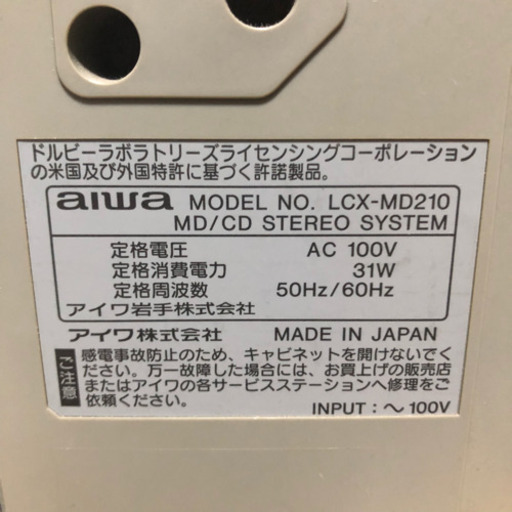 ドルビーラボラトリーズライセンシングコーポレーション
の米国及び外国特許に基づく許諾製品。
aiwa MODEL NO. LCX-MD210
MD/CD STEREO SYSTEM
定格電圧 AC 100V
定格消費電力 31W
定格周波数 50Hz/60Hz
アイワ岩手株式会社
アイワ株式会社 MADE IN JAPAN
ご注意
感電事故防止のため、キャビネットを開けないでく
ださい。万一故障した場合には、お買上げの販売店
またはアイワの各サービスステーションへ修理をご
依頼ください。
INPUT : ～ 100V